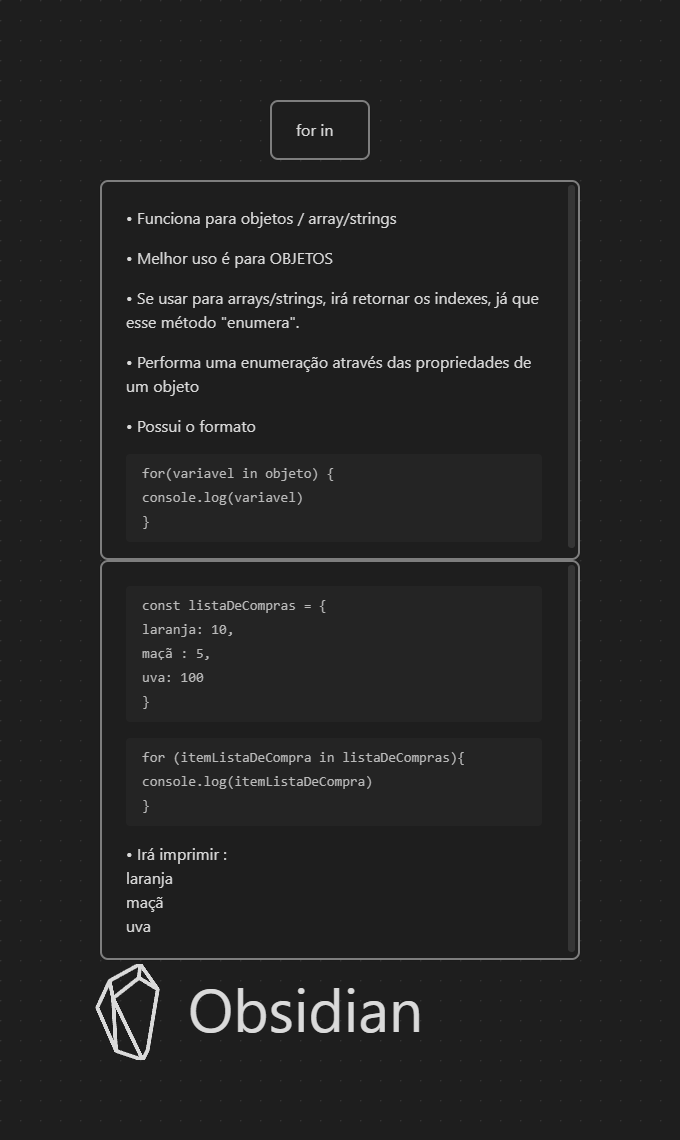 for in
• Funciona para objetos / array/strings
• Melhor uso é para OBJETOS
• Se usar para arrays/strings, irá retornar os indexes, já que
esse método "enumera".
• Performa uma enumeração através das propriedades de
um objeto
• Possui o formato
for(variavel in objeto) {
console.log(variavel)
}
const listaDeCompras = {
laranja: 10,
maçã : 5,
uva: 100
}
for (itemListaDeCompra in listaDeCompras){
console.log(itemListaDeCompra)
}
• Irá imprimir :
laranja
maçã
uva
Obsidian